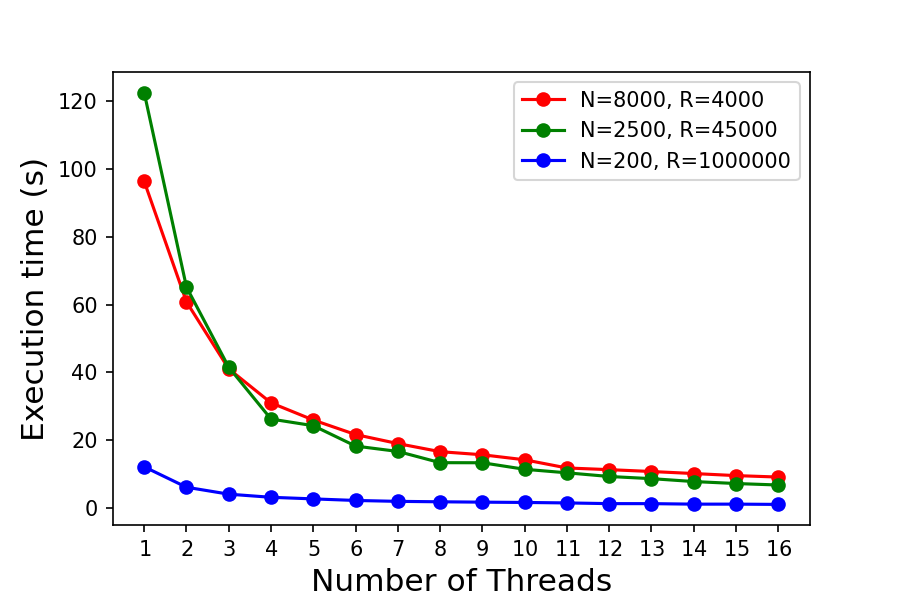 N=8000, R=4000
N=2500, R=45000
N=200, R=1000000
Execution time (s)
120
100
80
60
40
20
0
1 2 3 4 5 6 7 8 9 10 11 12 13 14 15 16
Number of Threads